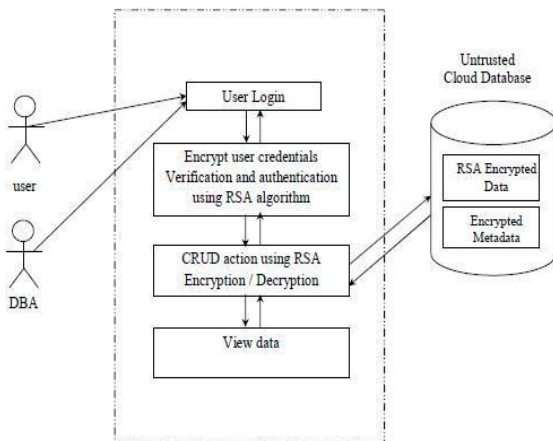 Untrusted
Cloud Database
User Login
user
Encrypt user credentials
Verification and authentication
using RSA algorithm
RSA Encrypted
Data
Encrypted
Metadata
DBA
CRUD action using RSA
Encryption / Decryption
View data